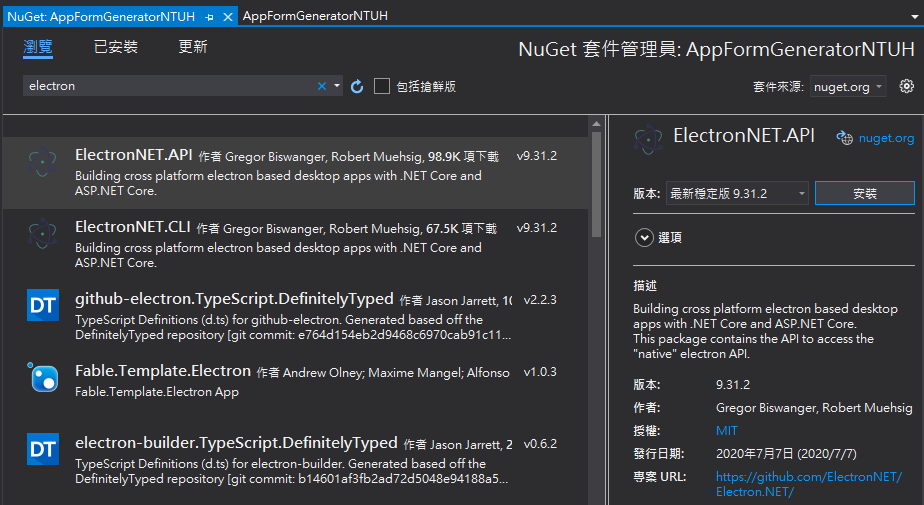 NuGet: AppFormGeneratorNTUH
AppFormGeneratorNTUH
瀏覽 已安裝 更新
NuGet 套件管理員: AppFormGeneratorNTUH
electron
包括搶鮮版
套件來源: nuget.org
ElectronNET.API 作者 Gregor Biswanger, Robert Muehsig, 98.9K 項下載 v9.31.2
Building cross platform electron based desktop apps with .NET Core and
ASP.NET Core.
ElectronNET.CLI 作者 Gregor Biswanger, Robert Muehsig, 67.5K 項下載 v9.31.2
Building cross platform electron based desktop apps with .NET Core and
ASP.NET Core.
DT
github-electron.TypeScript.DefinitelyTyped 作者 Jason Jarrett, 10 v2.2.3
TypeScript Definitions (d.ts) for github-electron. Generated based off the
DefinitelyTyped repository [git commit: e764d154eb2d9468c6970cab91c11...
Fable.Template.Electron 作者 Andrew Olney; Maxime Mangel; Alfonso v1.0.3
Fable.Template.Electron App
DT
electron-builder.TypeScript.DefinitelyTyped 作者 Jason Jarrett, 2 v0.6.2
TypeScript Definitions (d.ts) for electron-builder. Generated based off the
DefinitelyTyped repository [git commit: b14601af3fb2ad72d5048e94188a5...
ElectronNET.API
nuget.org
版本: 最新穩定版 9.31.2
安裝
選項
描述
Building cross platform electron based desktop
apps with .NET Core and ASP.NET Core.
This package contains the API to access the
"native" electron API.
版本: 9.31.2
作者: Gregor Biswanger, Robert Muehsig
授權: MIT
發行日期: 2020年7月7日 (2020/7/7)
專案 URL: https://github.com/ElectronNET/
Electron.NET/